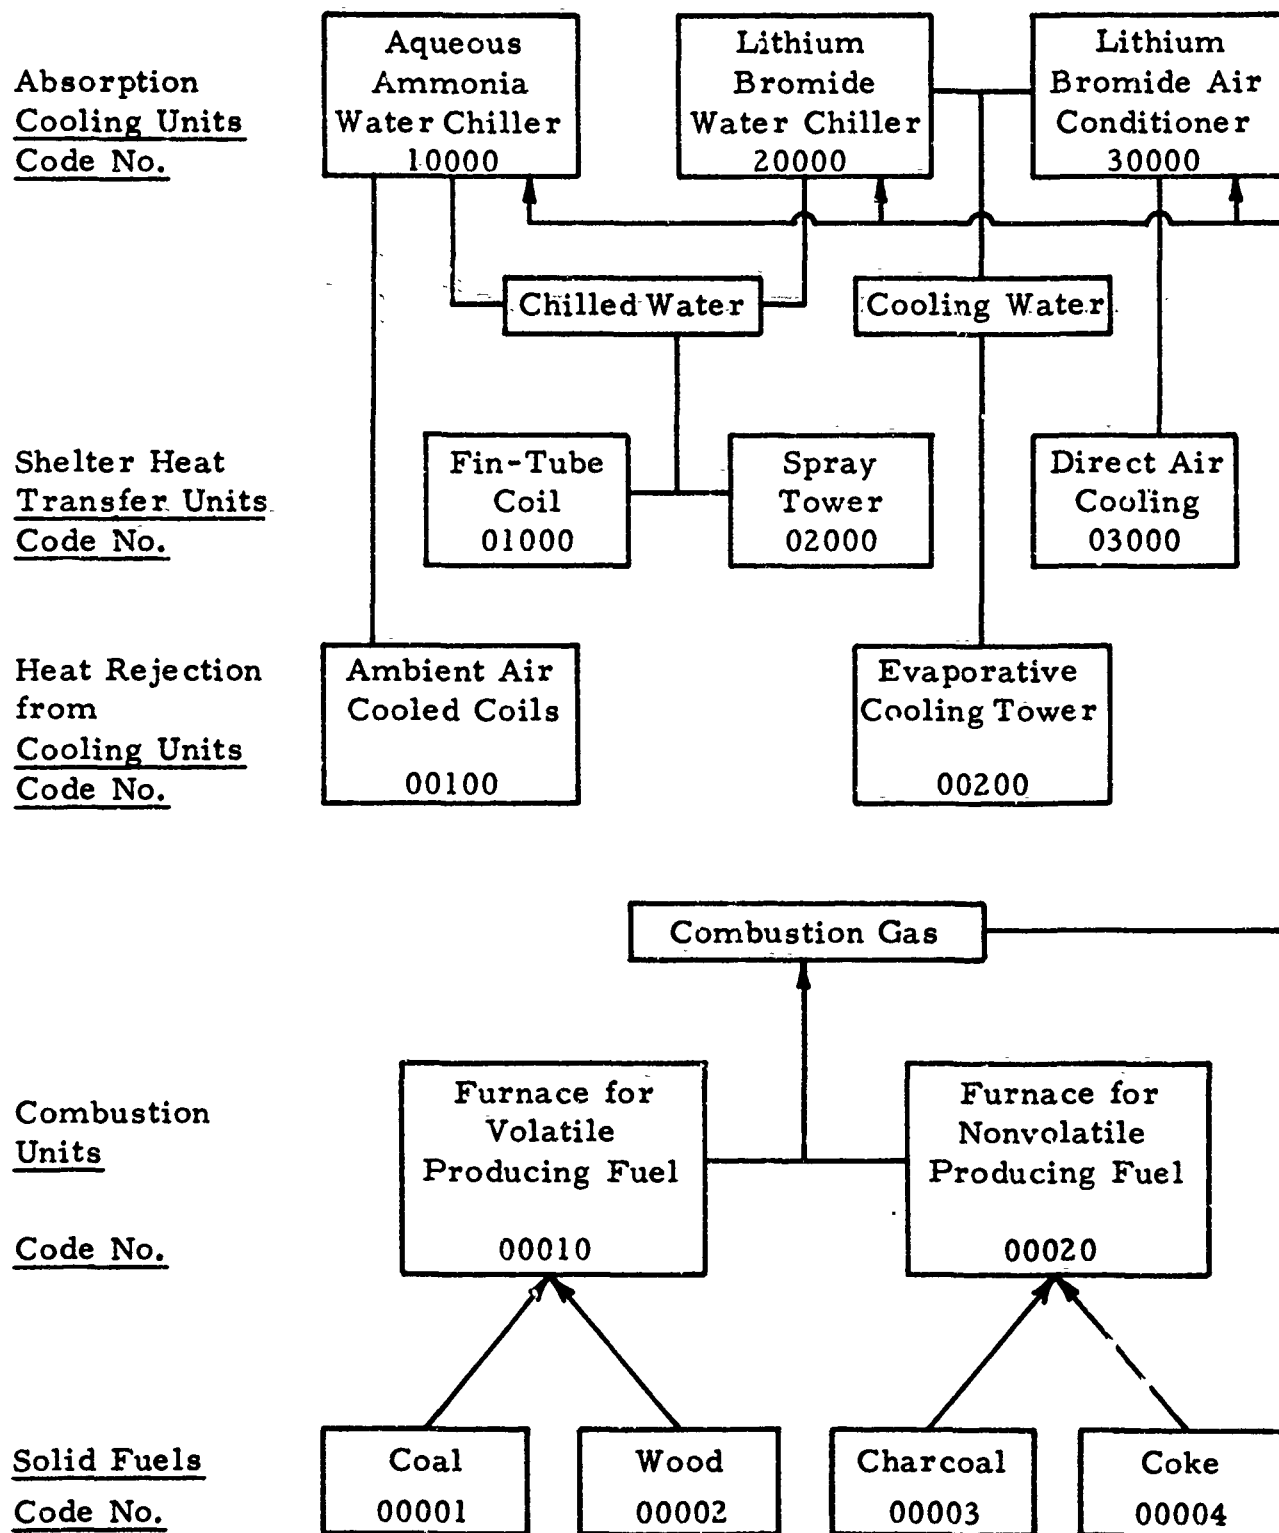 Absorption
Cooling Units
Code No.
Aqueous
Ammonia
Water Chiller
10000
Lithium
Bromide
Water Chiller
20000
Lithium
Bromide Air
Conditioner
30000
Chilled Water
Cooling Water
Shelter Heat
Transfer Units
Code No.
Fin-Tube
Coil
01000
Spray
Tower
02000
Direct Air
Cooling
03000
Heat Rejection
from
Cooling Units
Code No.
Ambient Air
Cooled Coils
00100
Evaporative
Cooling Tower
00200
Combustion Gas
Combustion
Units
Code No.
Furnace for
Volatile
Producing Fuel
00010
Furnace for
Nonvolatile
Producing Fuel
00020
Solid Fuels
Code No.
Coal
00001
Wood
00002
Charcoal
00003
Coke
00004